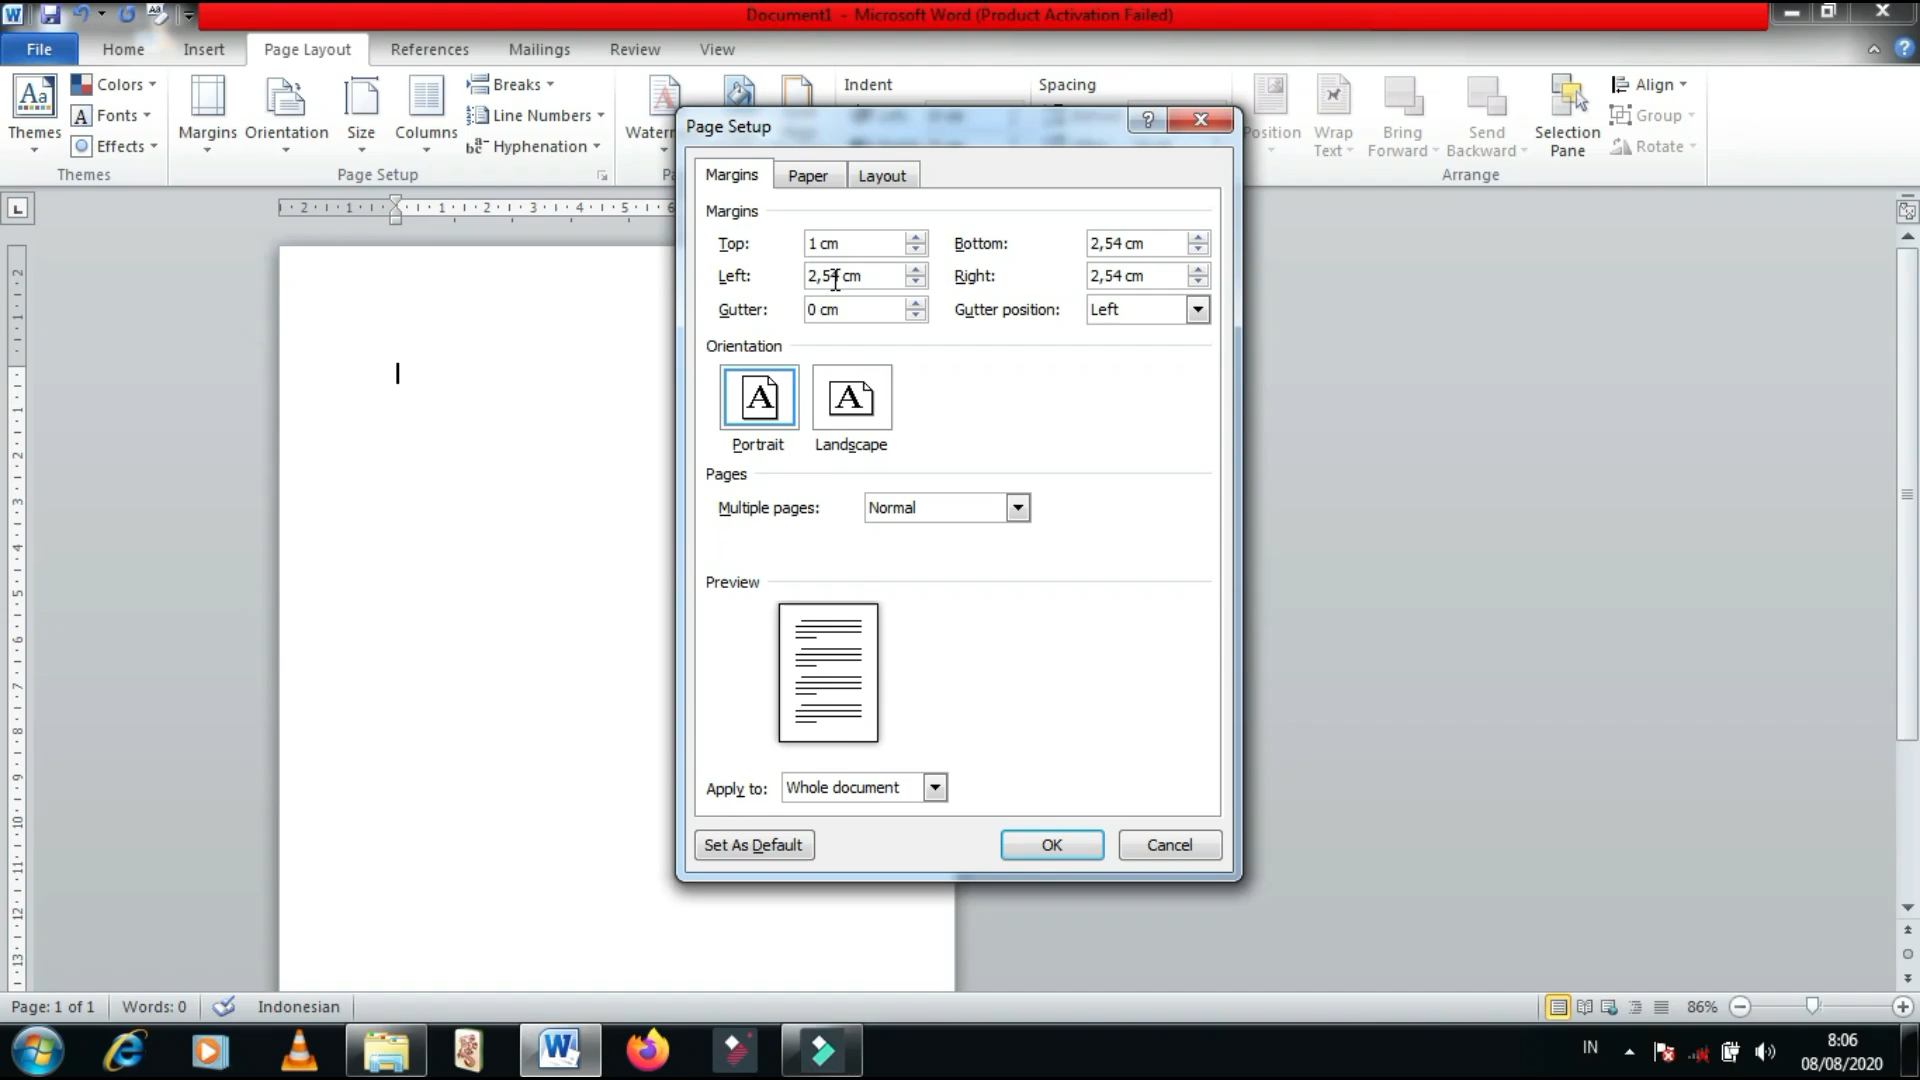 Document1 - Microsoft Word (Product Activation Failed)
File Home Insert Page Layout References Mailings Review View
Themes Colors Fonts Effects Themes
Margins Orientation Size Columns Breaks Line Numbers Hyphenation Page Setup
Indent Spacing
Position Wrap Text Bring Forward Send Backward Selection Pane Align Group Rotate Arrange
Page Setup
Margins Paper Layout
Margins
Top: 1 cm Bottom: 2,54 cm
Left: 2,54 cm Right: 2,54 cm
Gutter: 0 cm Gutter position: Left
Orientation
A A
Portrait Landscape
Pages
Multiple pages: Normal
Preview
Apply to: Whole document
Set As Default OK Cancel
Page: 1 of 1 Words: 0 Indonesian 86%
IN 8:06
08/08/2020